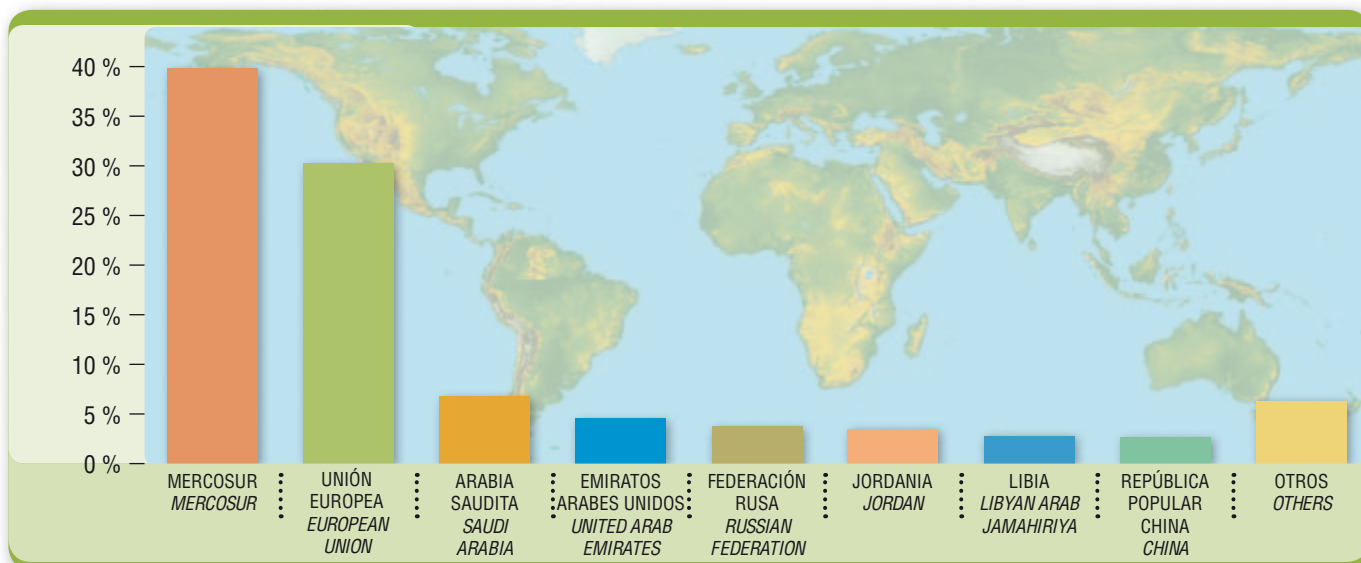 40 %
35 %
30 %
25 %
20 %
15 %
10 %
5 %
0 %
MERCOSUR
MERCOSUR
UNIÓN
EUROPEA
EUROPEAN
UNION
ARABIA
SAUDITA
SAUDI
ARABIA
EMIRATOS
ARABES UNIDOS
UNITED ARAB
EMIRATES
FEDERACIÓN
RUSA
RUSSIAN
FEDERATION
JORDANIA
JORDAN
LIBIA
LIBYAN ARAB
JAMAHIRIYA
REPÚBLICA
POPULAR
CHINA
CHINA
OTROS
OTHERS